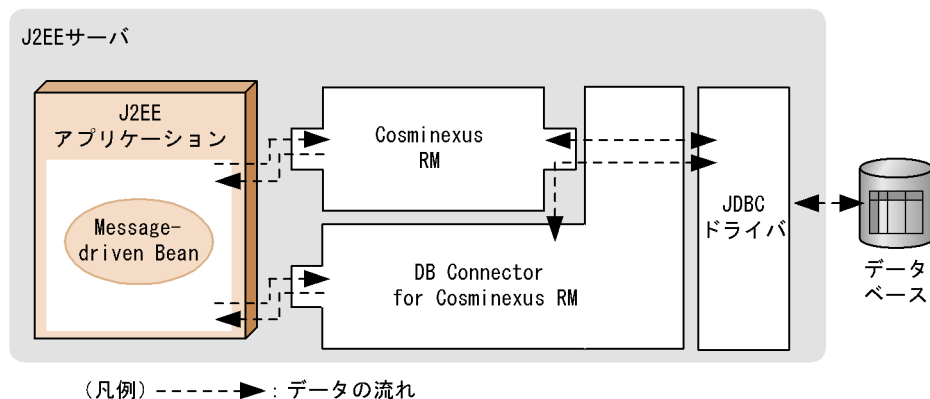 J2EEサーバ
J2EE
アプリケーション
Message-
driven Bean
Cosminexus
RM
DB Connector
for Cosminexus RM
JDBC
ドライバ
データ
ベース
(凡例) : データの流れ